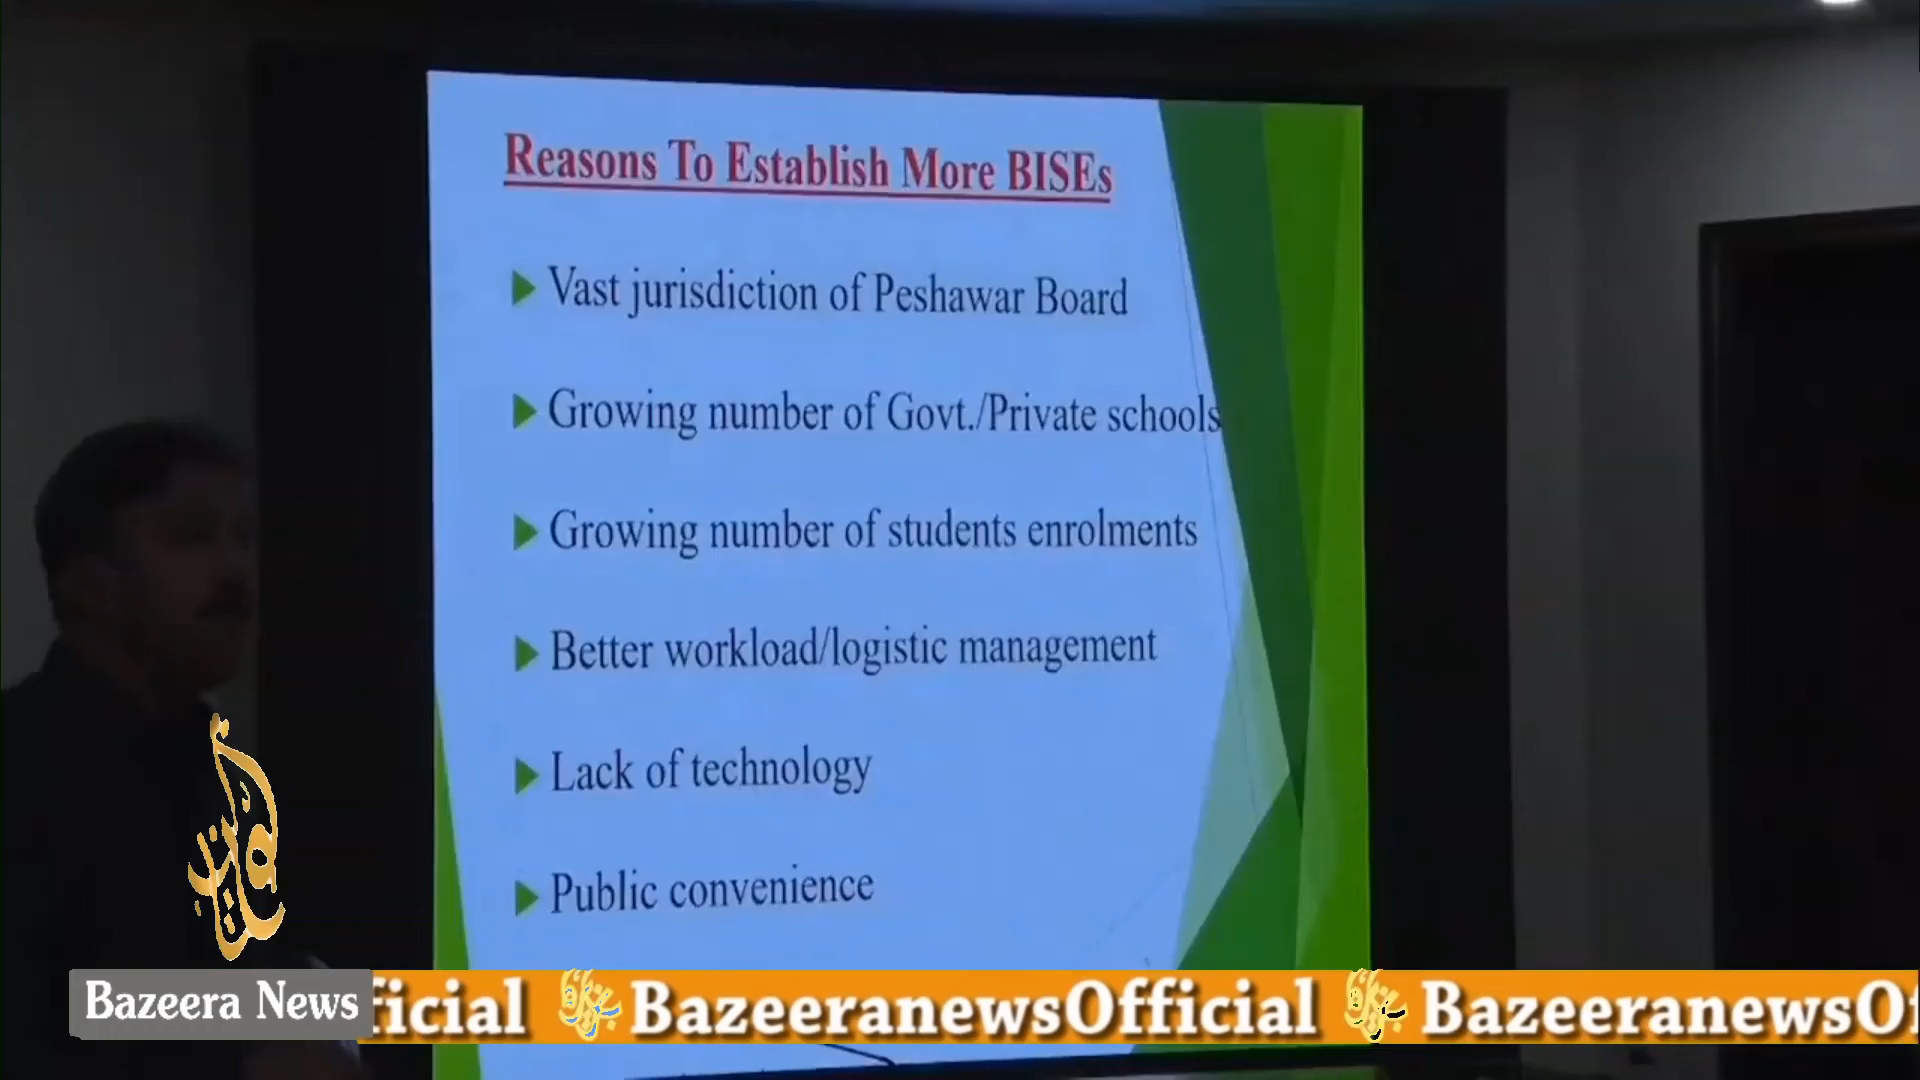 Reasons To Establish More BISEs
Vast jurisdiction of Peshawar Board
Growing number of Govt./Private schools
Growing number of students enrolments
Better workload/logistic management
Lack of technology
Public convenience
Bazeera News
ficial BazeeranewsOfficial BazeeranewsOf